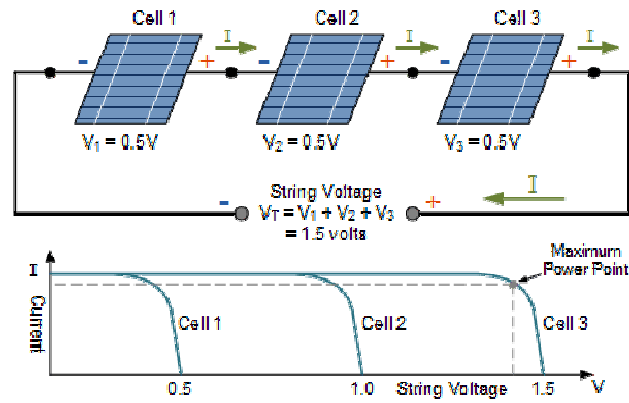 Cell 1
Cell 2
Cell 3
I
I
I
- +
- +
- +
V1 = 0.5V
V2 = 0.5V
V3 = 0.5V
I
- String Voltage +
VT = V1 + V2 + V3
= 1.5 volts
Maximum
Power Point
I
Current
Cell 1
Cell 2
Cell 3
0.5
1.0
String Voltage
1.5
V